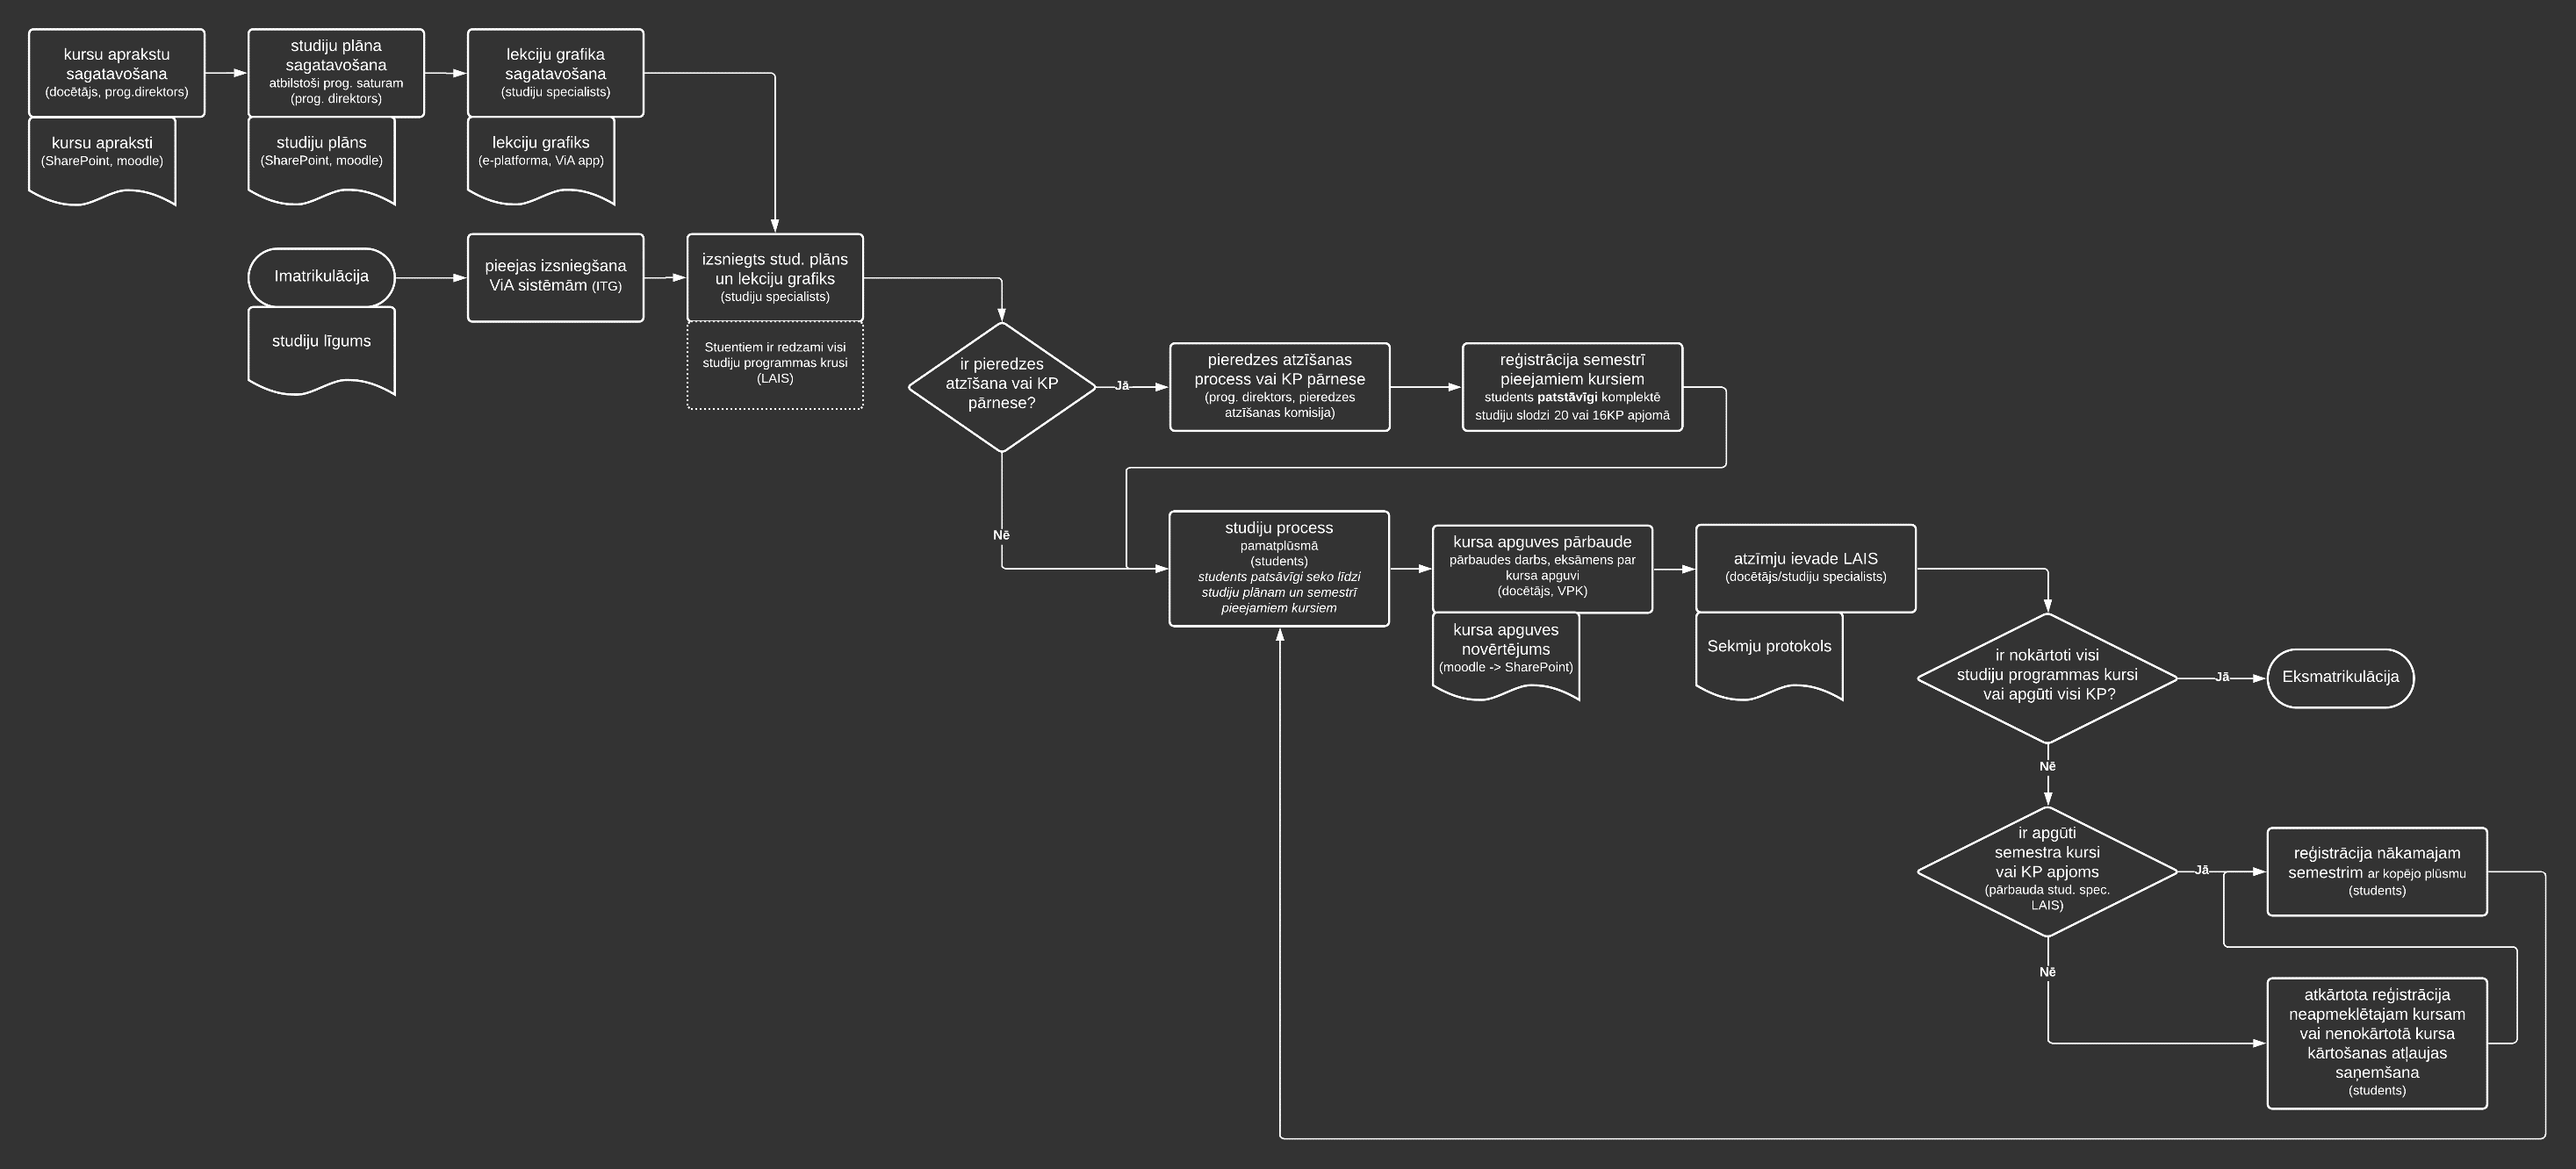 kursu aprakstu
sagatavošana
(docētājs, prog.direktors)
studiju plāna
sagatavošana
atbilstoši prog. saturam
(prog. direktors)
lekciju grafika
sagatavošana
(studiju specialists)
kursu apraksti
(SharePoint, moodle)
studiju plāns
(SharePoint, moodle)
lekciju grafiks
(e-platforma, ViA app)
Imatrikulācija
studiju līgums
pieejas izsniegšana
ViA sistēmām (ITG)
izsniegts stud. plāns
un lekciju grafiks
(studiju specialists)
Stuentiem ir redzami visi
studiju programmas krusi
(LAIS)
ir pieredzes
atzīšana vai KP
pārnese?
Jā
pieredzes atzīšanas
process vai KP pārnese
(prog. direktors, pieredzes
atzīšanas komisija)
reģistrācija semestrī
pieejamiem kursiem
students patstāvīgi komplektē
studiju slodzi 20 vai 16KP apjomā
Nē
studiju process
pamatplūsmā
(students)
students patsāvīgi seko līdzi
studiju plānam un semestrī
pieejamiem kursiem
kursa apguves pārbaude
pārbaudes darbs, eksāmens par
kursa apguvi
(docētājs, VPK)
kursa apguves
novērtējums
(moodle -> SharePoint)
atzīmju ievade LAIS
(docētājs/studiju specialists)
Sekmju protokols
ir nokārtoti visi
studiju programmas kursi
vai apgūti visi KP?
Jā
Eksmatrikulācija
Nē
ir apgūti
semestra kursi
vai KP apjoms
(pārbauda stud. spec.
LAIS)
Jā
reģistrācija nākamajam
semestrim ar kopējo plūsmu
(students)
Nē
atkārtota reģistrācija
neapmeklētajam kursam
vai nenokārtotā kursa
kārtošanas atļaujas
saņemšana
(students)